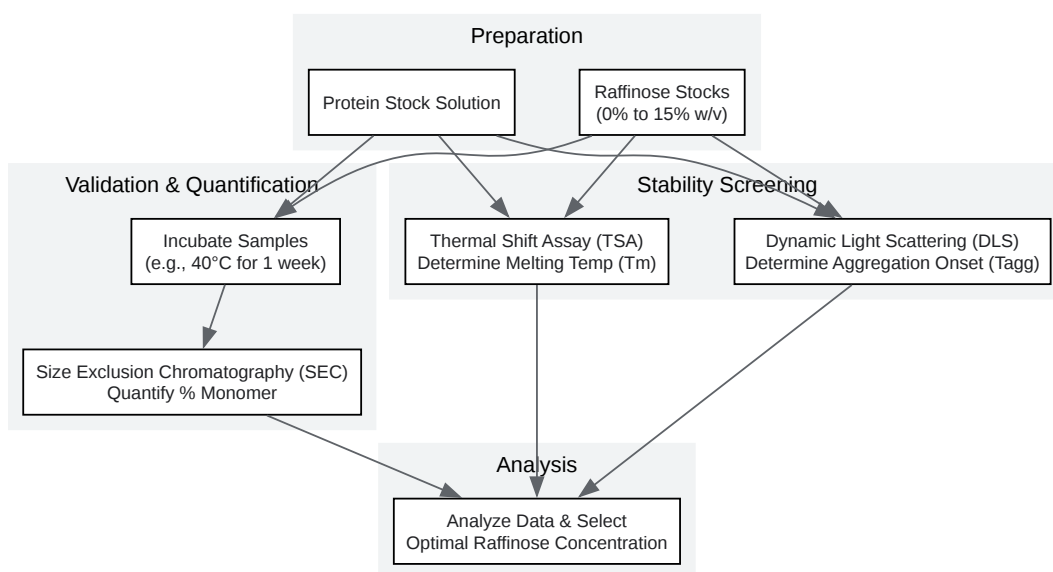 Preparation
Protein Stock Solution
Raffinose Stocks
(0% to 15% w/v)
Validation & Quantification
Stability Screening
Incubate Samples
(e.g., 40°C for 1 week)
Thermal Shift Assay (TSA)
Determine Melting Temp (Tm)
Dynamic Light Scattering (DLS)
Determine Aggregation Onset (Tagg)
Size Exclusion Chromatography (SEC)
Quantify % Monomer
Analysis
Analyze Data & Select
Optimal Raffinose Concentration